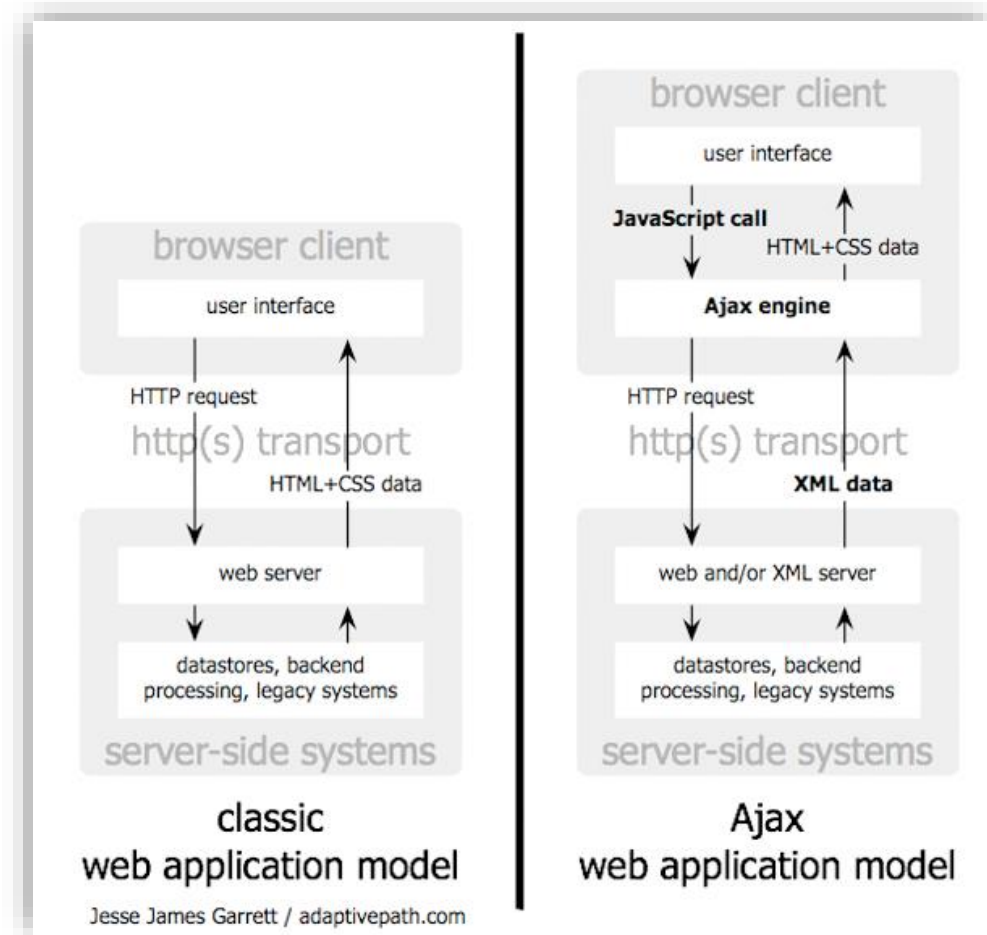 browser client
user interface
HTTP request
http(s) transport
HTML+CSS data
web server
datastores, backend
processing, legacy systems
server-side systems
classic
web application model
Jesse James Garrett / adaptivepath.com
browser client
user interface
JavaScript call
HTML+CSS data
Ajax engine
HTTP request
http(s) transport
XML data
web and/or XML server
datastores, backend
processing, legacy systems
server-side systems
Ajax
web application model